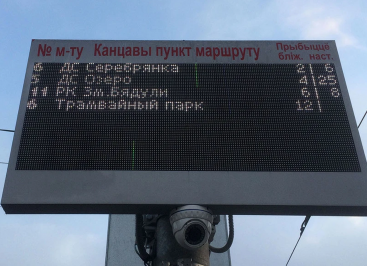 № м-ту Канцавы пункт маршруту Прыбыццё
бліж. наст.
6 ДС Серебрянка 2 6
5 ДС Озеро 4 25
11 РК Зм.Бядули 6 8
6 Трамвайный парк 12